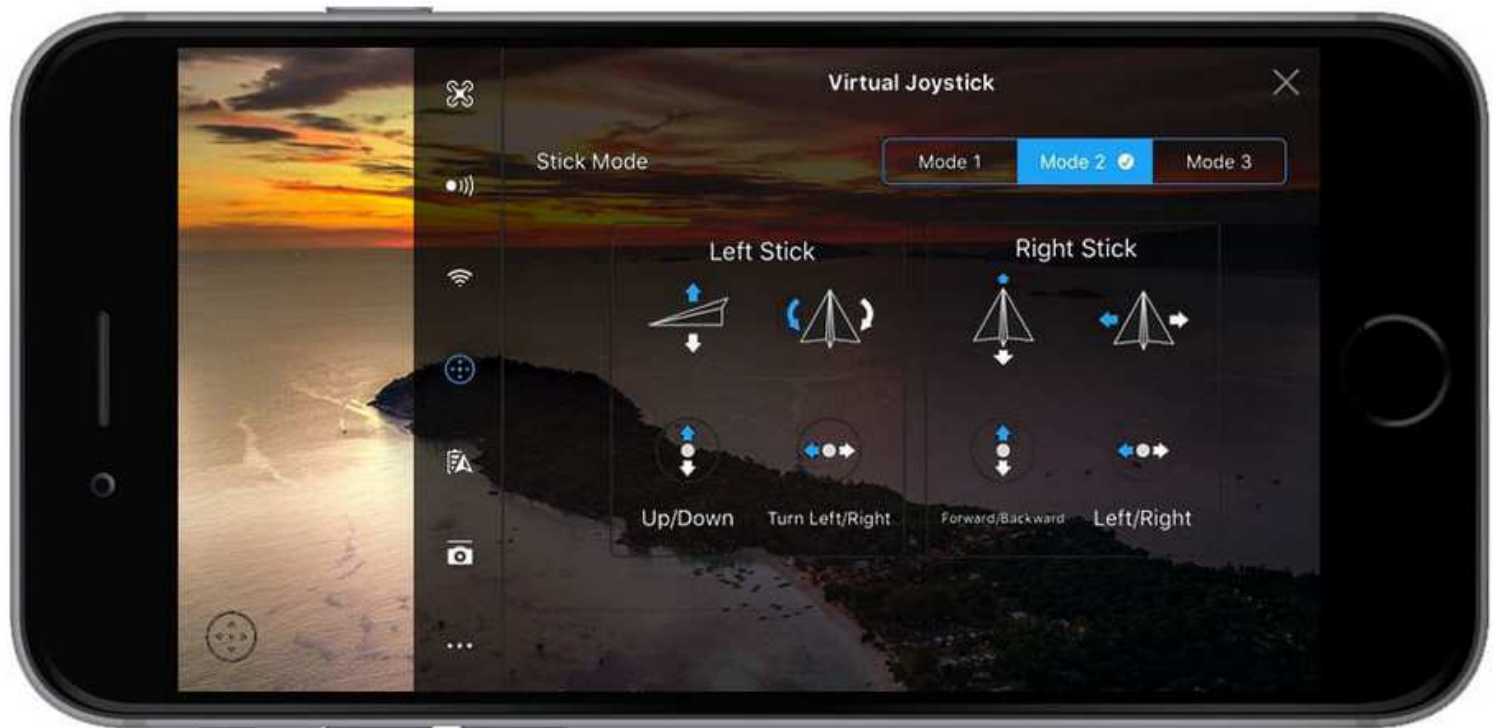 Virtual Joystick
Stick Mode
Mode 1
Mode 2
Mode 3
Left Stick
Right Stick
Up/Down
Turn Left/Right
Forward/Backward
Left/Right